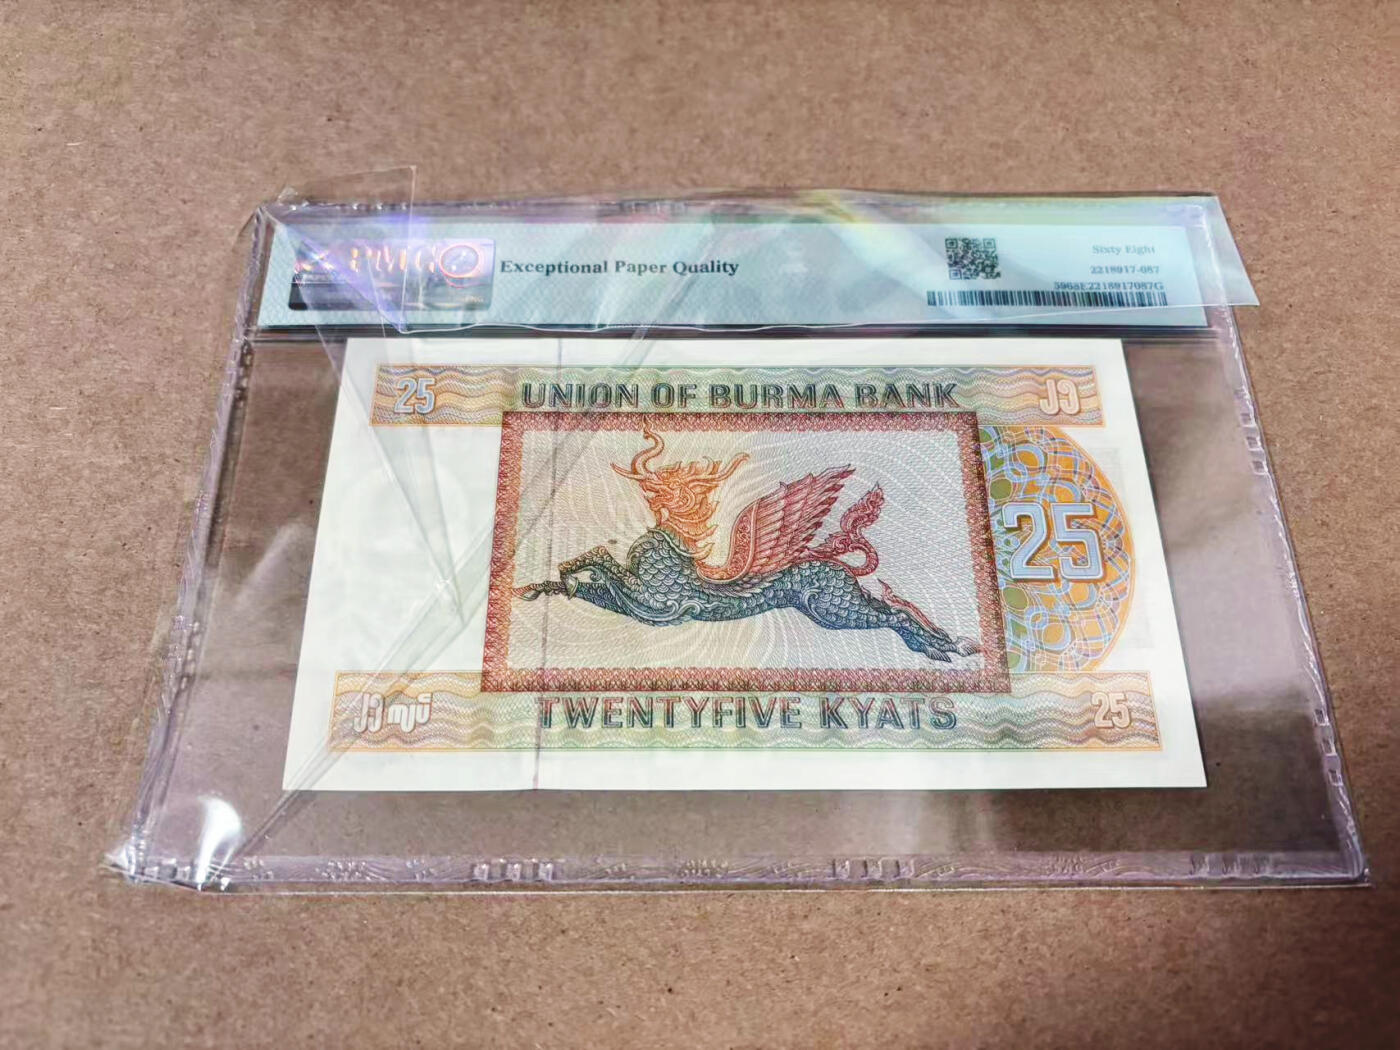 PMG
Exceptional Paper Quality
Sixty Eight
2218917-087
5968E2218917087G
25
UNION OF BURMA BANK
၂၅
25
၂၅ ကျပ်
TWENTYFIVE KYATS
25